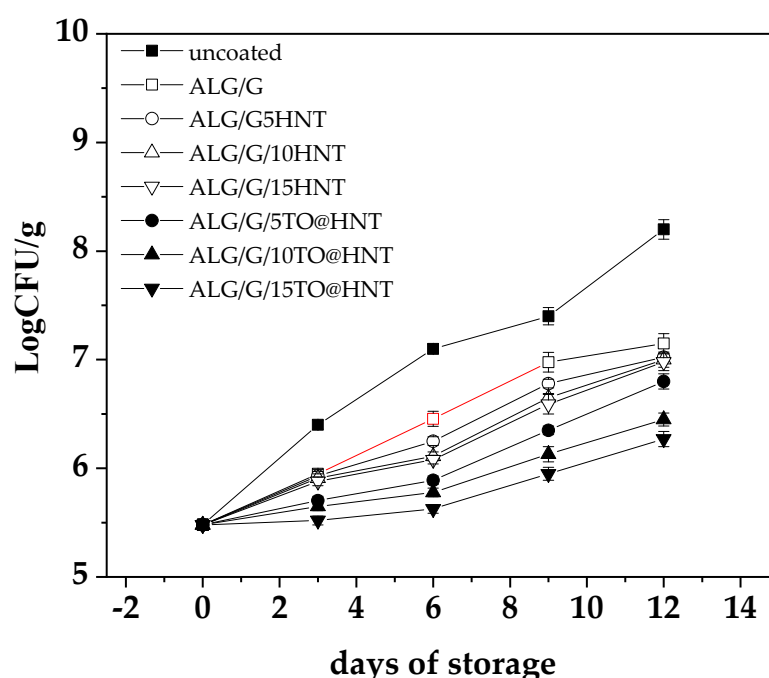 10
9
8
7
6
5
LogCFU/g
uncoated
ALG/G
ALG/G5HNT
ALG/G/10HNT
ALG/G/15HNT
ALG/G/5TO@HNT
ALG/G/10TO@HNT
ALG/G/15TO@HNT
-2 0 2 4 6 8 10 12 14
days of storage